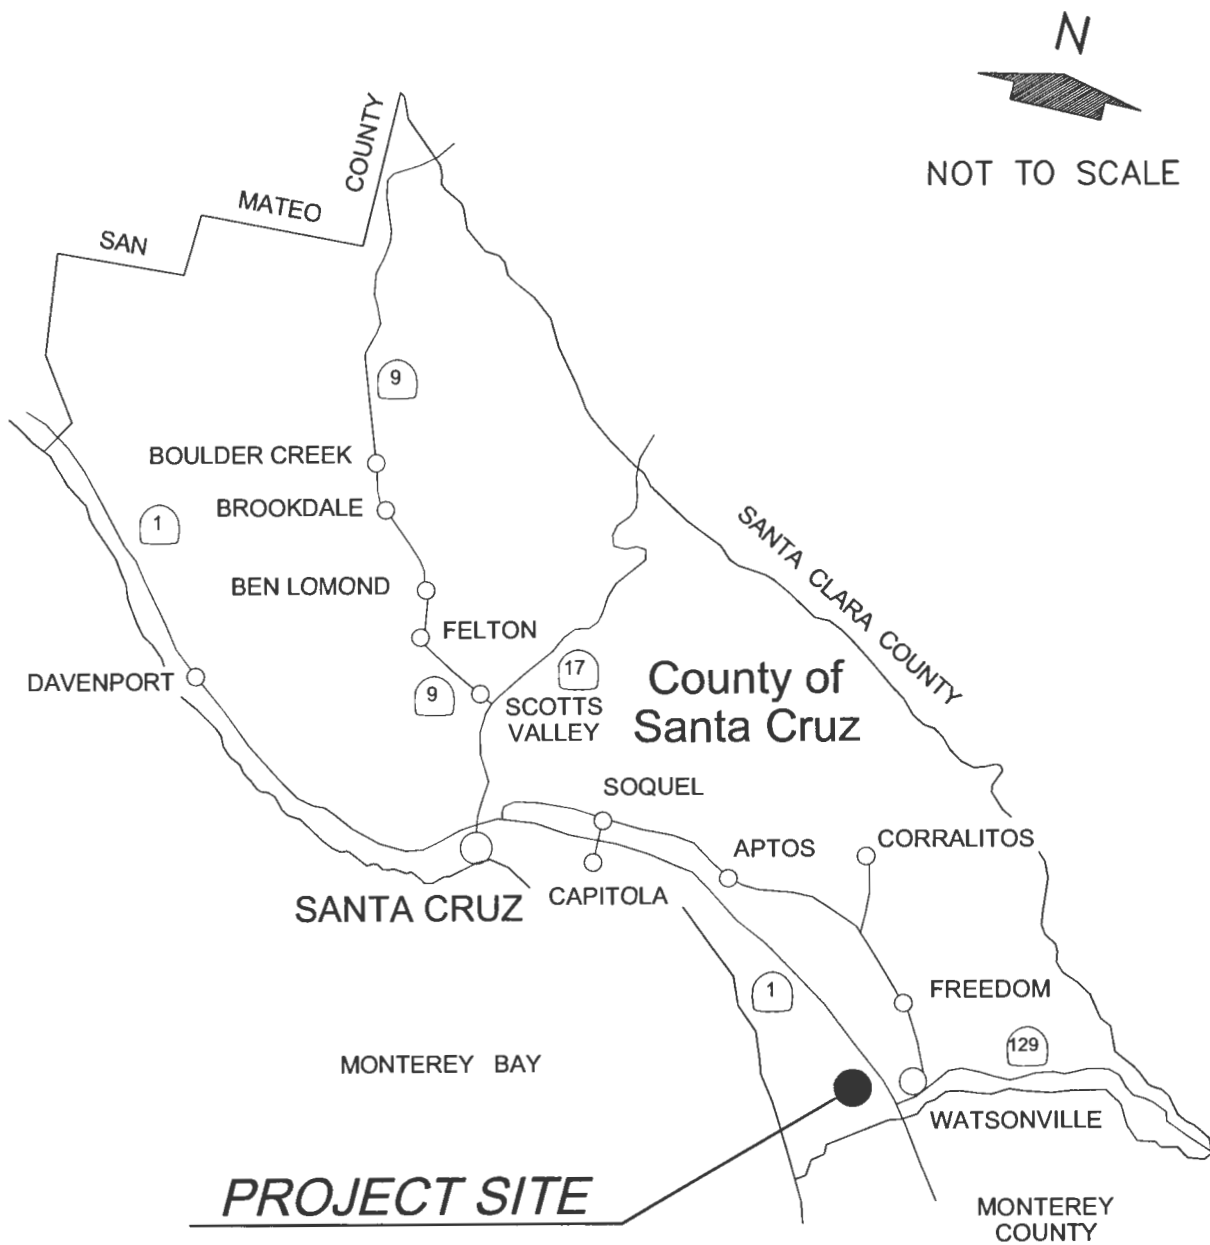 N
NOT TO SCALE
SAN
MATEO
COUNTY
9
BOULDER CREEK
BROOKDALE
1
BEN LOMOND
FELTON
DAVENPORT
9
17
SCOTTS
VALLEY
SANTA CLARA COUNTY
County of
Santa Cruz
SOQUEL
APTOS
CORRALITOS
SANTA CRUZ
CAPITOLA
1
FREEDOM
129
MONTEREY BAY
WATSONVILLE
PROJECT SITE
MONTEREY
COUNTY